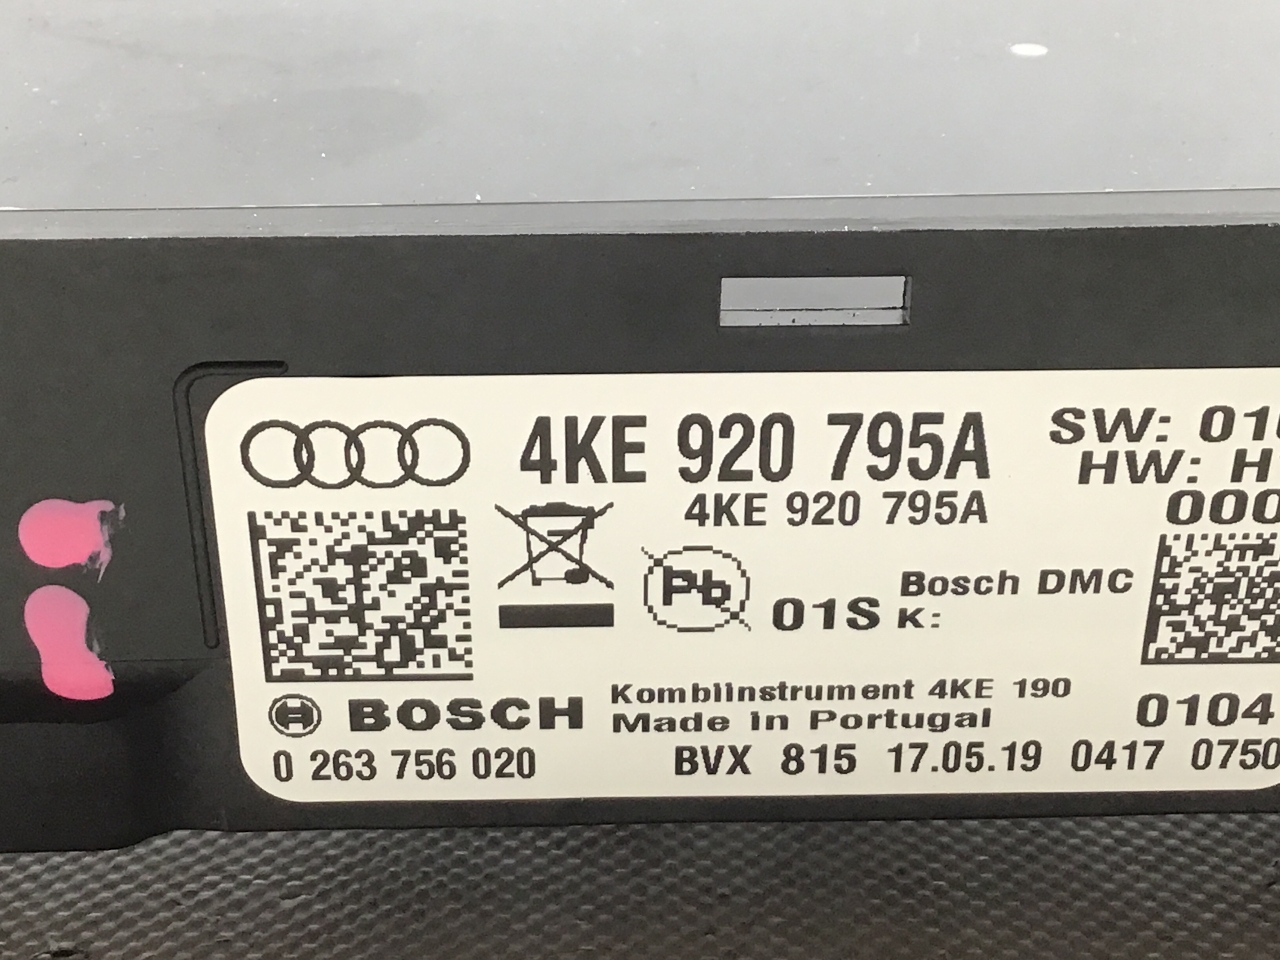 4KE 920 795A
SW: 01
HW: H
4KE 920 795A
000
Pb
01S
Bosch DMC
K:
BOSCH
Kombiinstrument 4KE 190
Made in Portugal
0104
0 263 756 020
BVX 815 17.05.19 0417 0750